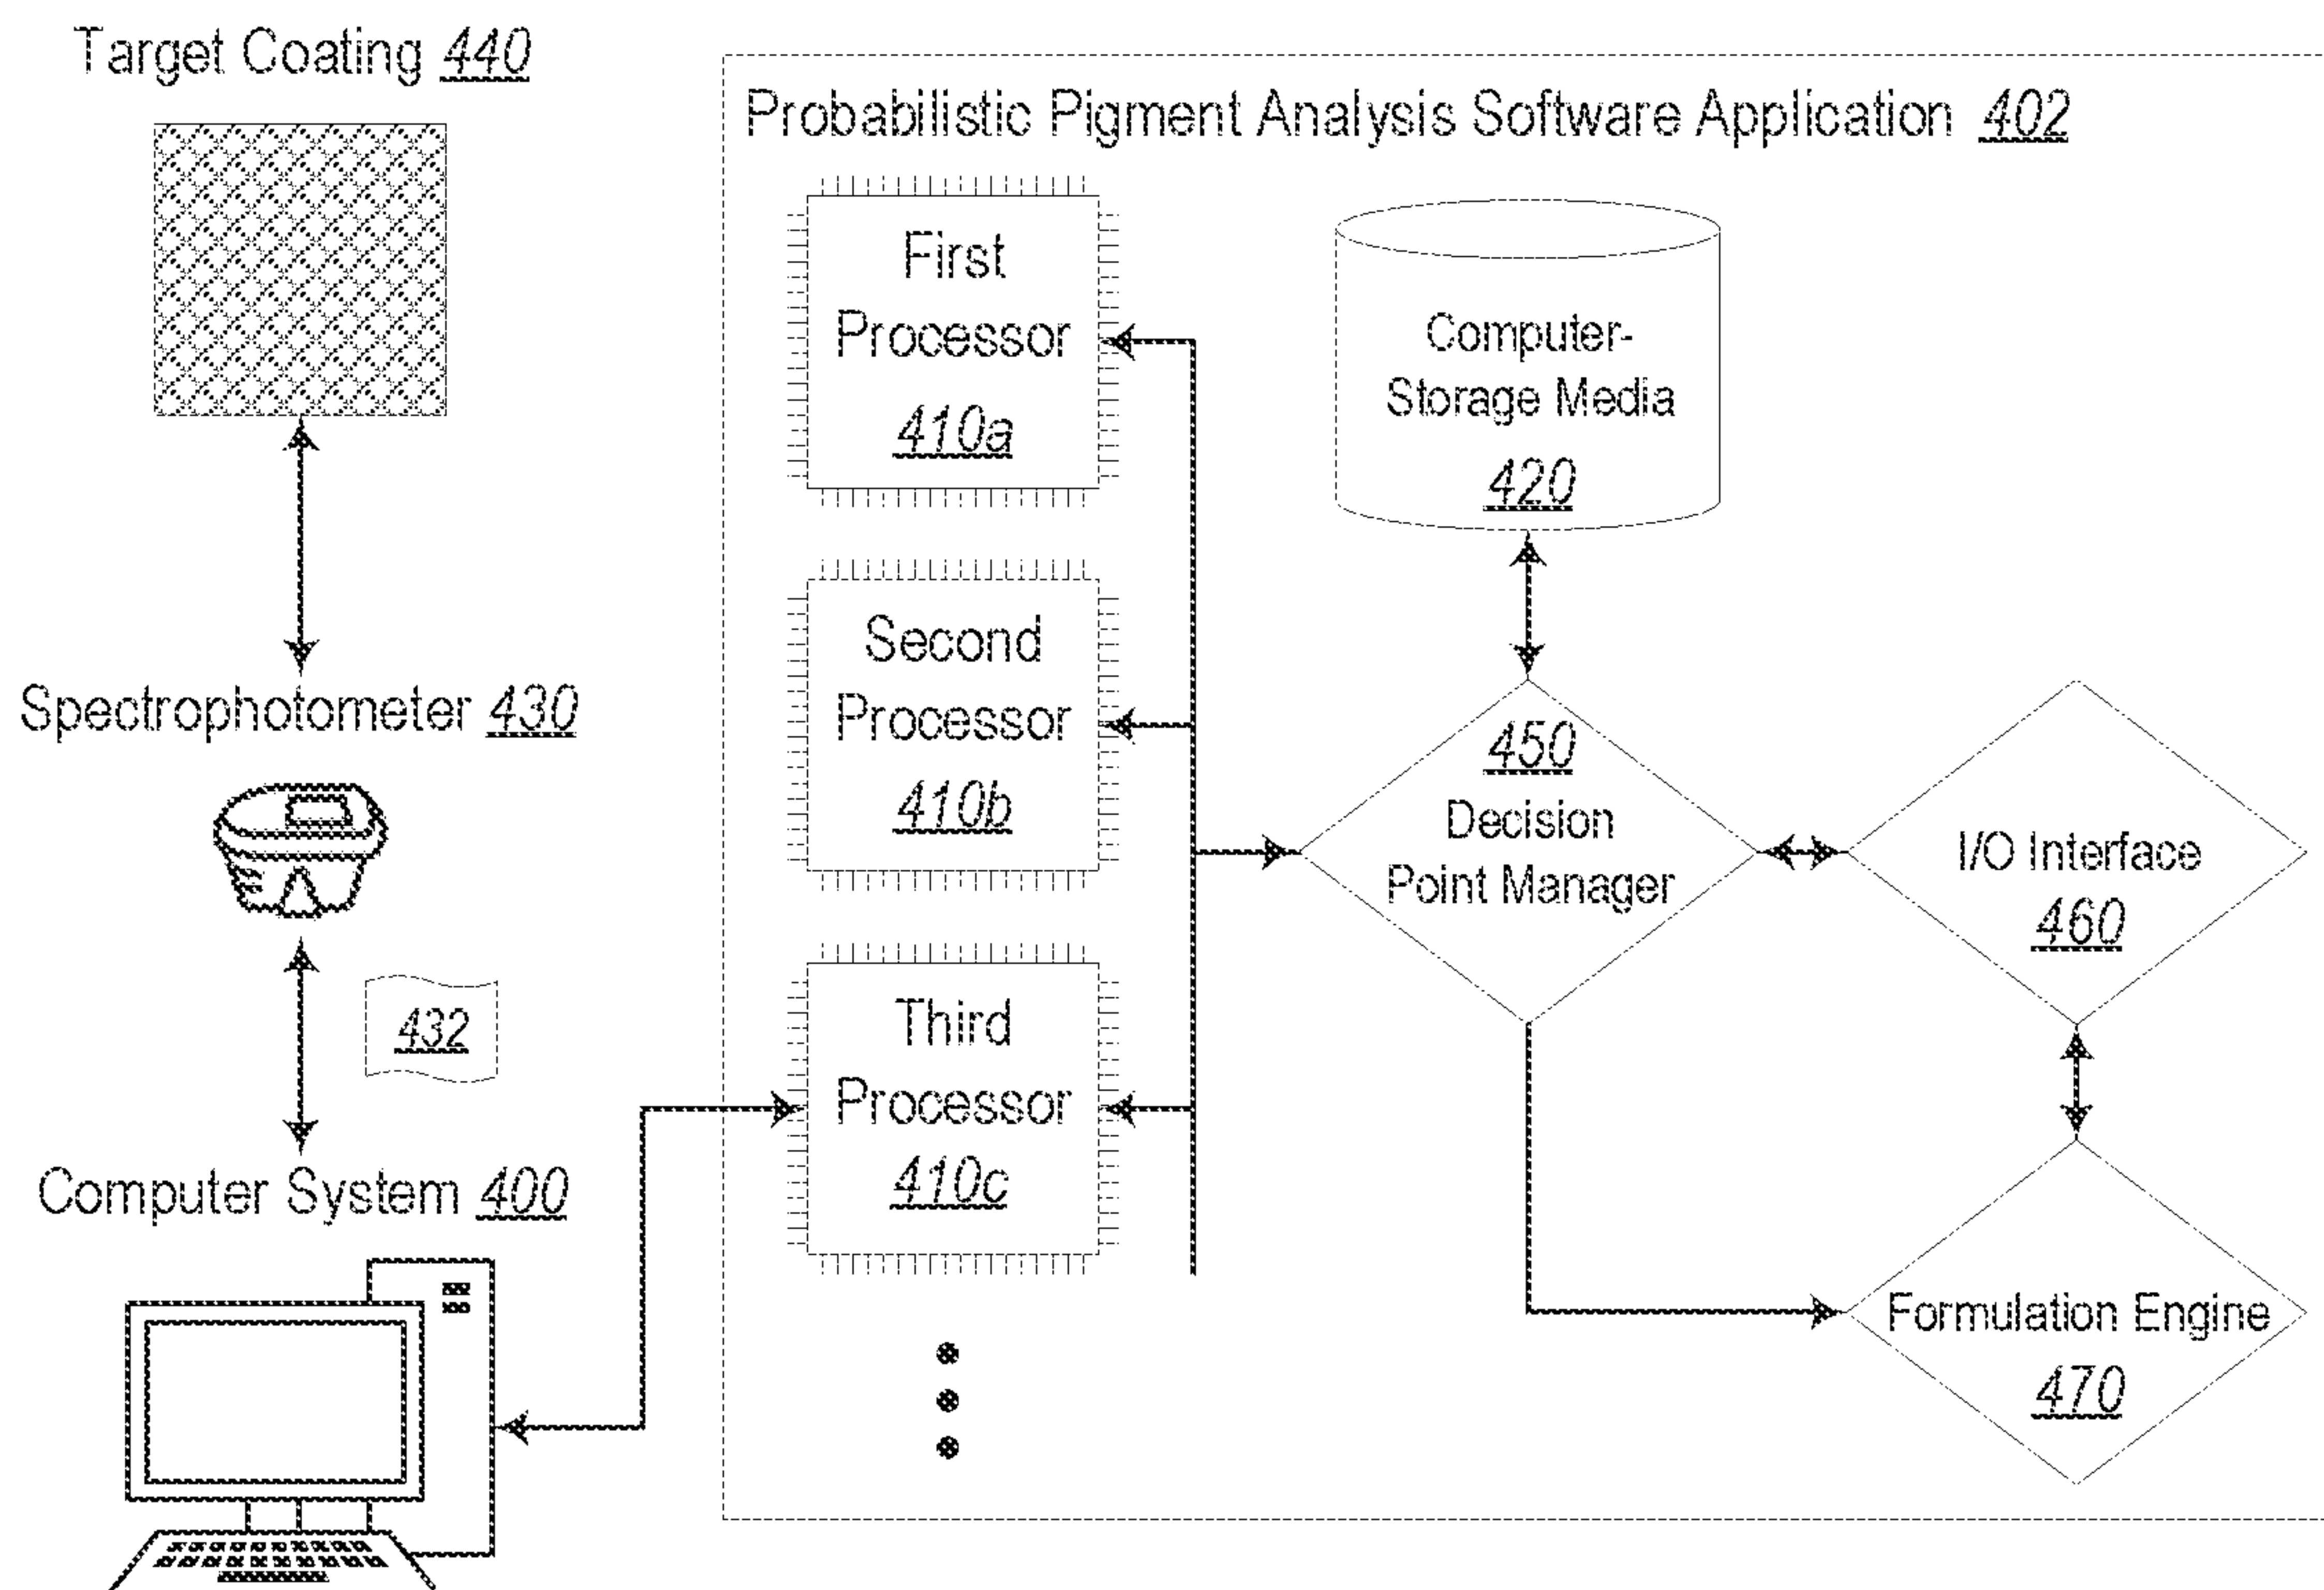 Target Coating 440
Spectrophotometer 430
432
Computer System 400
Probabilistic Pigment Analysis Software Application 402
First
Processor
410a
Second
Processor
410b
Third
Processor
410c
Computer-
Storage Media
420
450
Decision
Point Manager
I/O Interface
460
Formulation Engine
470